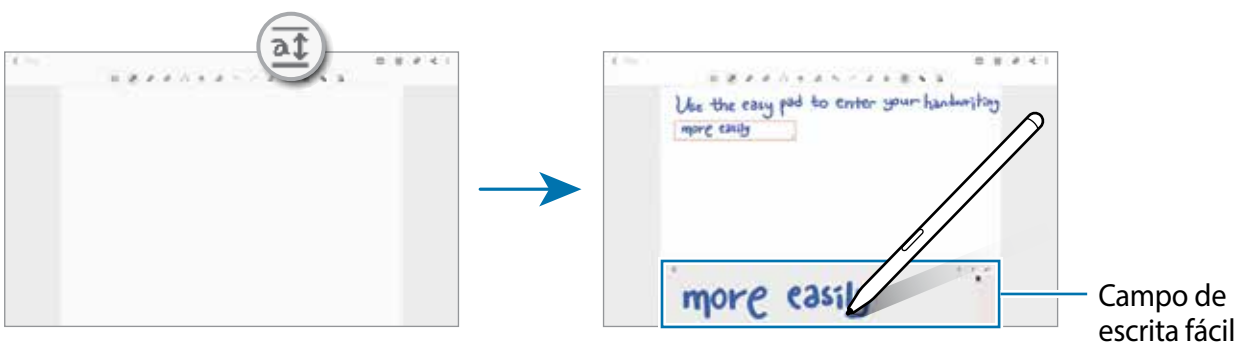 a
Use the easy pad to enter your handwriting
more easily
more easily
Campo de
escrita fácil